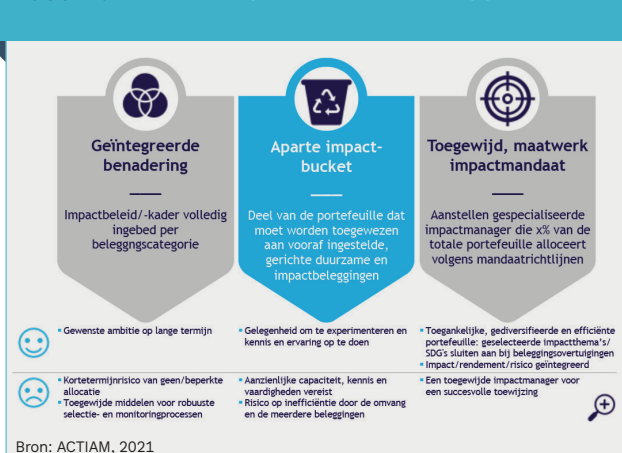 Geïntegreerde
benadering
Impactbeleid/-kader volledig
ingebed per
beleggngscategorie
Aparte impact-
bucket
Deel van de portefeuille dat
moet worden toegewezen
aan vooraf ingestelde,
gerichte duurzame en
impactbeleggingen
Toegewijd, maatwerk
impactmandaat
Aanstellen gespecialiseerde
impactmanager die x% van de
totale portefeuille alloceert
volgens mandaatrichtlijnen
▪ Gewenste ambitie op lange termijn
▪ Gelegenheid om te experimenteren en
kennis en ervaring op te doen
▪ Toegankelijke, gediversifieerde en efficiënte
portefeuille: geselecteerde impactthema's/
SDG's sluiten aan bij beleggingsovertuigingen
▪ Impact/rendement/risico geïntegreerd
▪ Kortetermijnrisico van geen/beperkte
allocatie
▪ Toegewijde middelen voor robuuste
selectie- en monitoringprocessen
▪ Aanzienlijke capaciteit, kennis en
vaardigheden vereist
▪ Risico op inefficiëntie door de omvang
en de meerdere beleggingen
▪ Een toegewijde impactmanager voor
een succesvolle toewijzing
Bron: ACTIAM, 2021